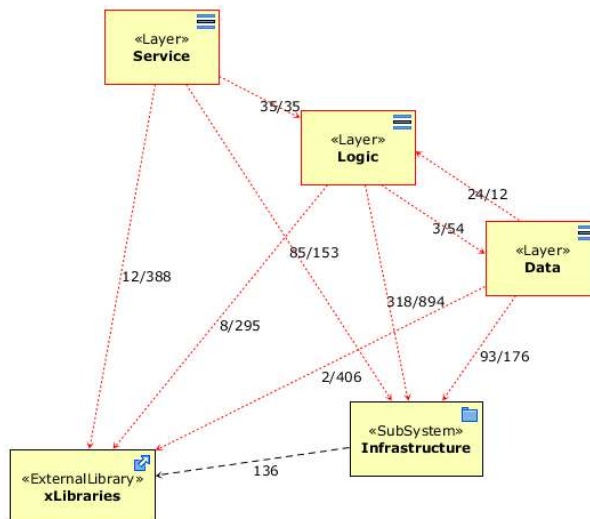 «Layer»
Service
35/35
«Layer»
Logic
24/12
3/54
«Layer»
Data
85/153
12/388
318/894
8/295
93/176
2/406
«SubSystem»
Infrastructure
«ExternalLibrary»
xLibraries
136